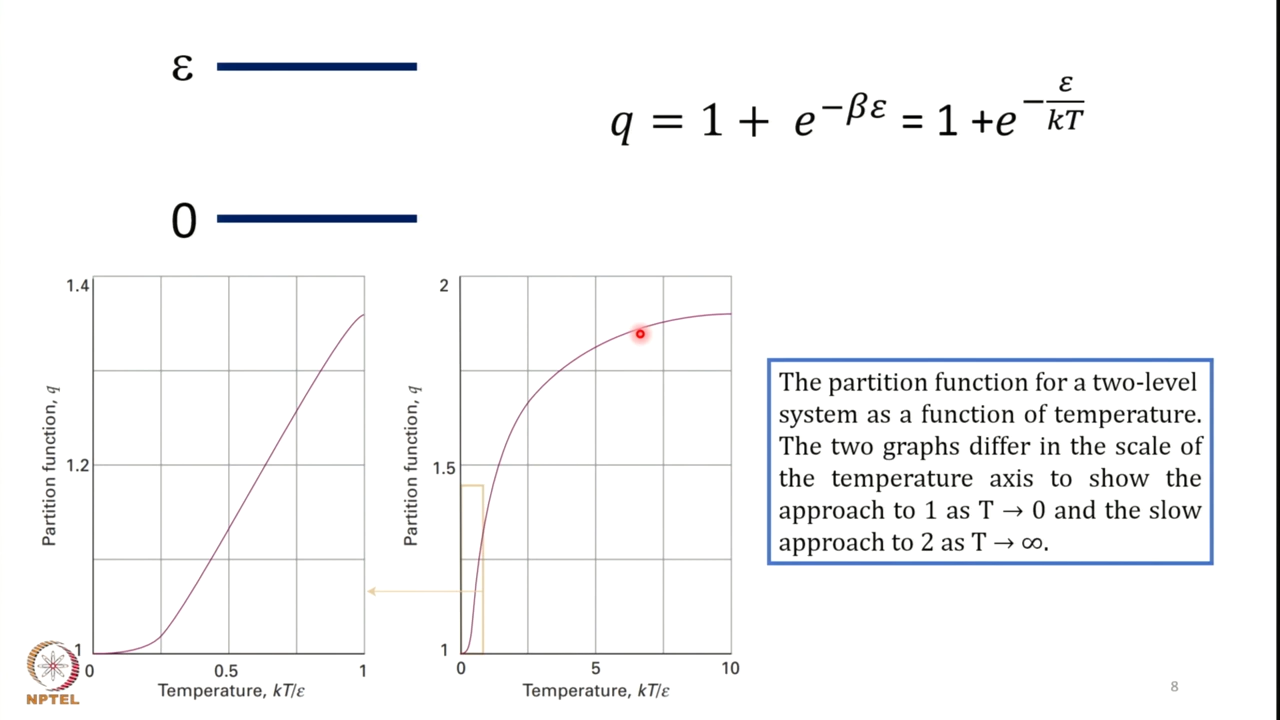 ε
q = 1 + e^{−βε} = 1 + e^{−\frac{ε}{kT}}
0
1.4
1.2
1
0
0.5
1
Partition function, q
Temperature, kT/ε
2
1.5
1
0
5
10
Partition function, q
Temperature, kT/ε
The partition function for a two-level
system as a function of temperature.
The two graphs differ in the scale of
the temperature axis to show the
approach to 1 as T → 0 and the slow
approach to 2 as T → ∞.
NPTEL
8